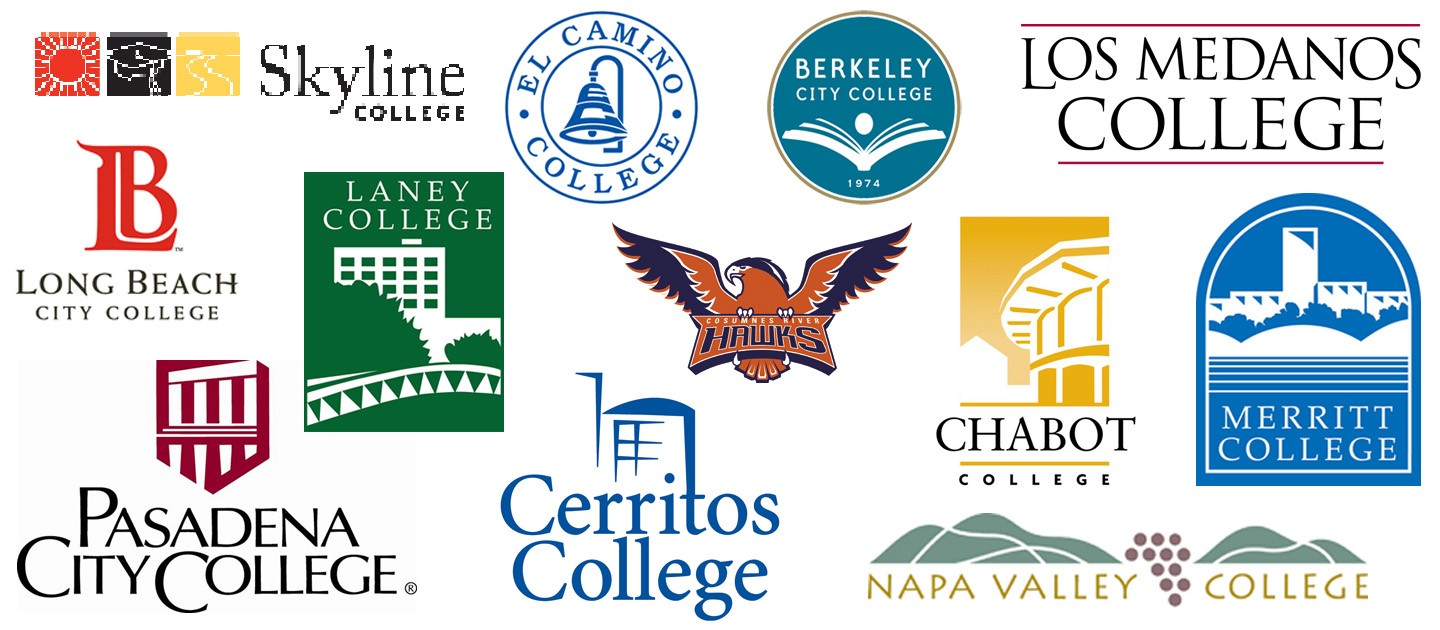 Skyline
COLLEGE
EL CAMINO
COLLEGE
BERKELEY
CITY COLLEGE
1974
LOS MEDANOS
COLLEGE
LB™
LONG BEACH
CITY COLLEGE
LANEY
COLLEGE
COSUMNES RIVER
HAWKS
CHABOT
COLLEGE
MERRITT
COLLEGE
PASADENA
CITY COLLEGE®
Cerritos
College
NAPA VALLEY COLLEGE